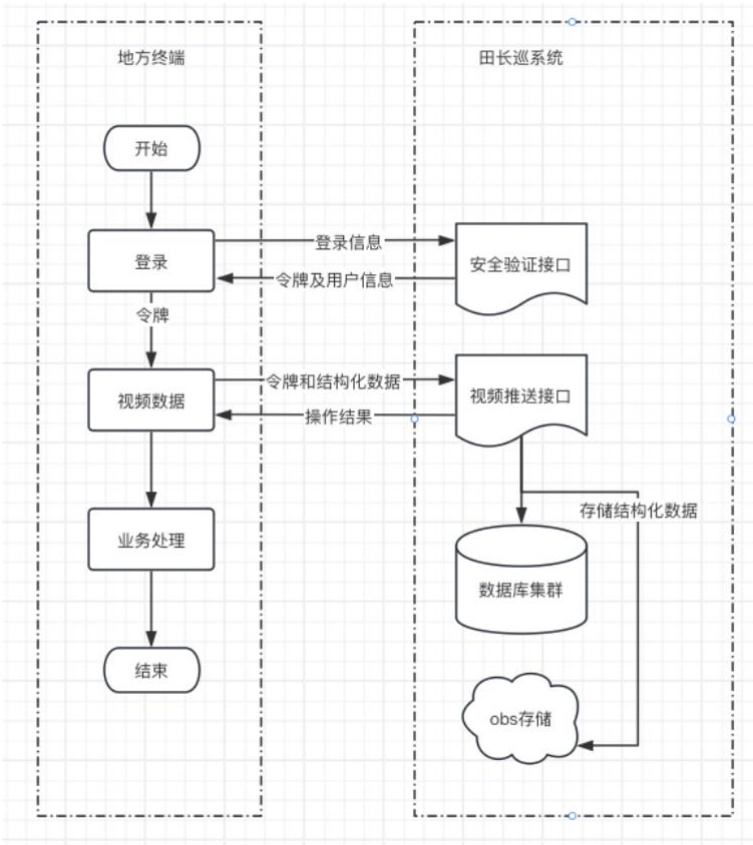 地方终端
田长巡系统
开始
登录
登录信息
安全验证接口
令牌及用户信息
令牌
视频数据
令牌和结构化数据
视频推送接口
操作结果
存储结构化数据
业务处理
数据库集群
结束
obs存储